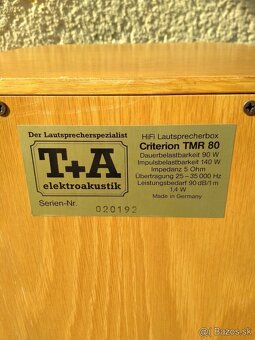 Der Lautsprecherspezialist
T+A
elektroakustik
Serien-Nr. 020192
HiFi Lautsprecherbox
Criterion TMR 80
Dauerbelastbarkeit 90 W
Impulsbelastbarkeit 140 W
Impedanz 5 Ohm
Übertragung 25 – 35 000 Hz
Leistungsbedarf 90 dB/1 m
1,4 W
Made in Germany
© Bazos.sk